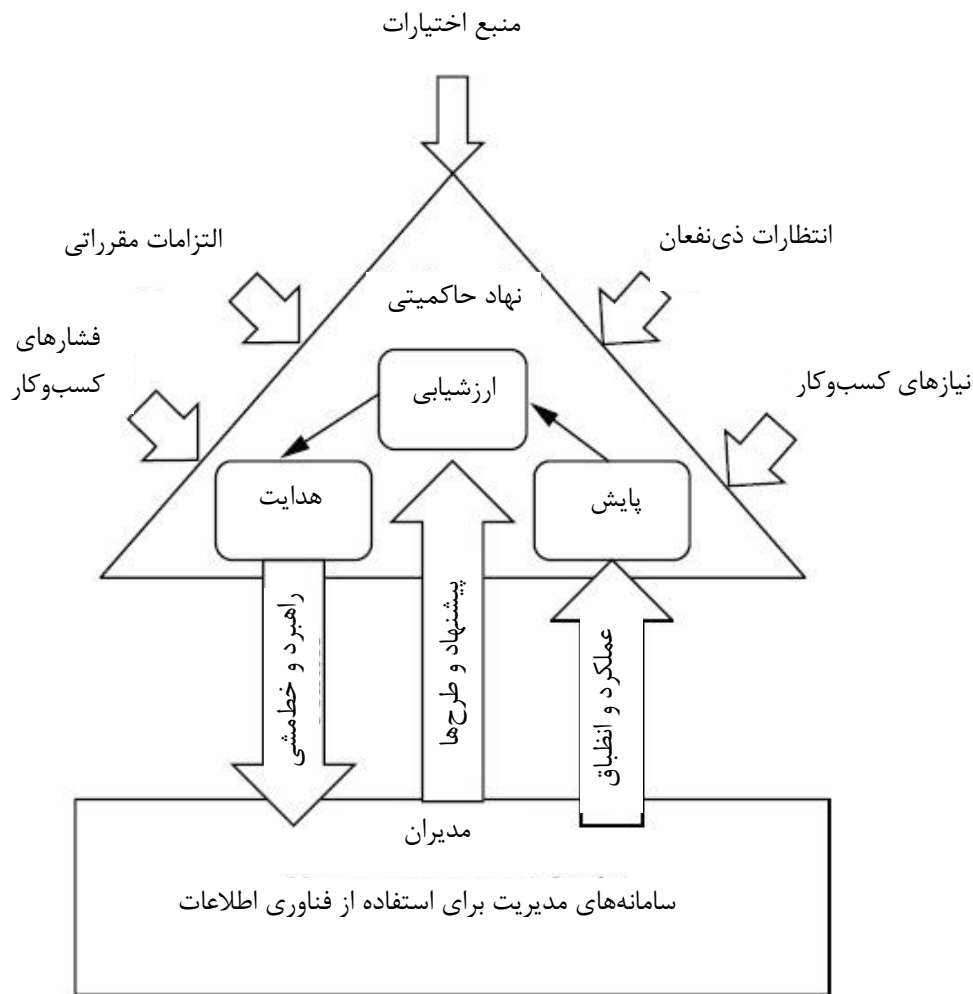 منبع اختیارات
التزامات مقرراتی
انتظارات ذی‌نفعان
نهاد حاکمیتی
فشارهای
کسب‌وکار
نیازهای کسب‌وکار
ارزشیابی
هدایت
پایش
راهبرد و خط‌مشی
پیشنهاد و طرح‌ها
عملکرد و انظباق
مدیران
سامانه‌های مدیریت برای استفاده از فناوری اطلاعات